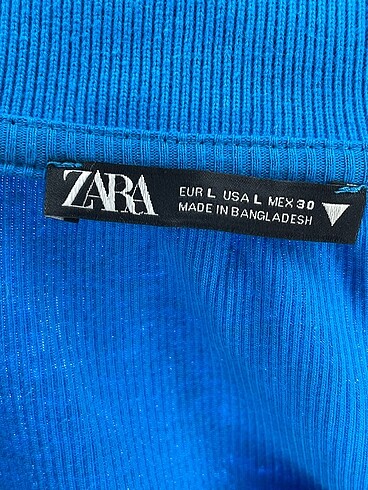 ZARA
EUR L USA L MEX 30
MADE IN BANGLADESH